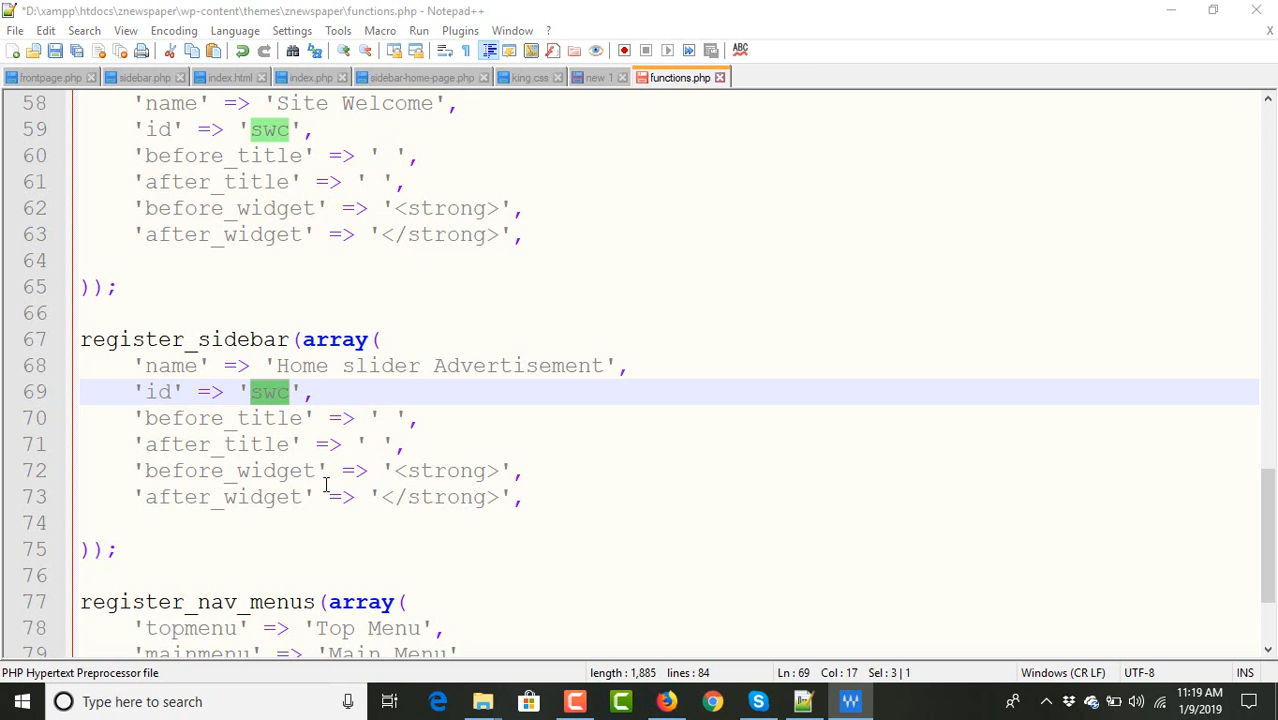 *D:\xampp\htdocs\znewspaper\wp-content\themes\znewspaper\functions.php - Notepad++
File Edit Search View Encoding Language Settings Tools Macro Run Plugins Window ? X
frontpage.php sidebar.php index.html index.php sidebar-home-page.php king.css new 1 functions.php
58 'name' => 'Site Welcome',
59 'id' => 'swc',
60 'before_title' => ' ',
61 'after_title' => ' ',
62 'before_widget' => '<strong>',
63 'after_widget' => '</strong>',
64
65 ));
66
67 register_sidebar(array(
68 'name' => 'Home slider Advertisement',
69 'id' => 'swc',
70 'before_title' => ' ',
71 'after_title' => ' ',
72 'before_widget' => '<strong>',
73 'after_widget' => '</strong>',
74
75 ));
76
77 register_nav_menus(array(
78 'topmenu' => 'Top Menu',
79 'mainmenu' => 'Main Menu'
PHP Hypertext Preprocessor file length : 1,885 lines : 84 Ln : 69 Col : 17 Sel : 3 | 1 Windows (CR LF) UTF-8 INS
Type here to search
11:19 AM
1/9/2019